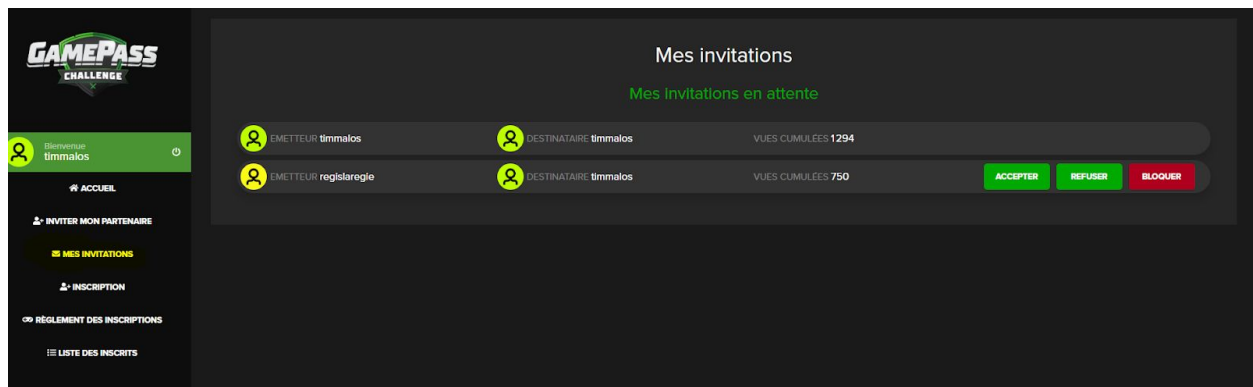 GAMEPASS
CHALLENGE
Bienvenue
timmalos
ACCUEIL
INVITER MON PARTENAIRE
MES INVITATIONS
INSCRIPTION
RÈGLEMENT DES INSCRIPTIONS
LISTE DES INSCRITS
Mes invitations
Mes invitations en attente
EMETTEUR timmalos DESTINATAIRE timmalos VUES CUMULÉES 1294
EMETTEUR regislaregie DESTINATAIRE timmalos VUES CUMULÉES 750 ACCEPTER REFUSER BLOQUER